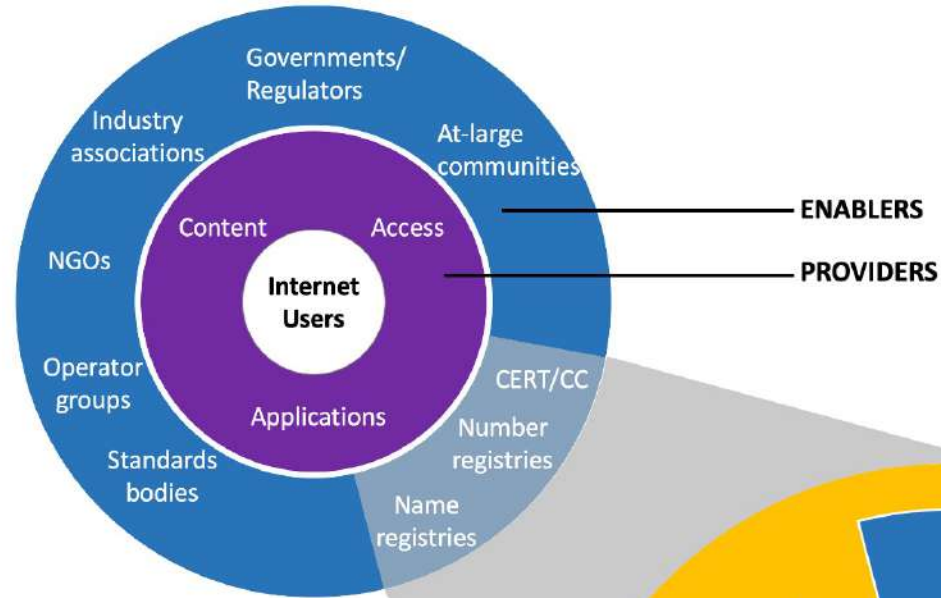 Governments/
Regulators
Industry
associations
At-large
communities
ENABLERS
Content
Access
NGOs
PROVIDERS
Internet
Users
Operator
groups
CERT/CC
Applications
Number
registries
Standards
bodies
Name
registries